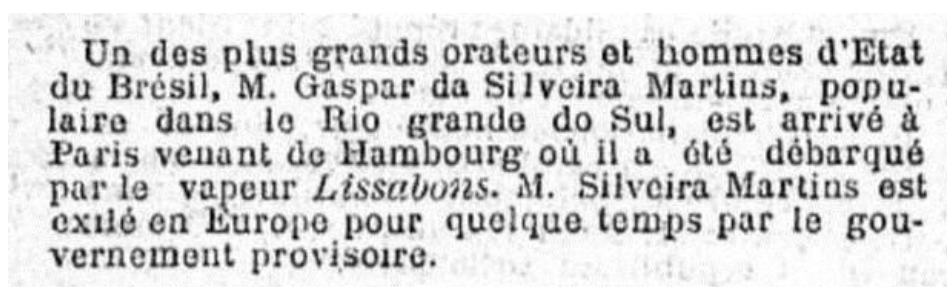 Un des plus grands orateurs et hommes d'Etat
du Brésil, M. Gaspar da Silveira Martins, popu-
laire dans le Rio grande do Sul, est arrivé à
Paris venant de Hambourg où il a été débarqué
par le vapeur Lissabons. M. Silveira Martins est
exilé en Europe pour quelque temps par le gou-
vernement provisoire.